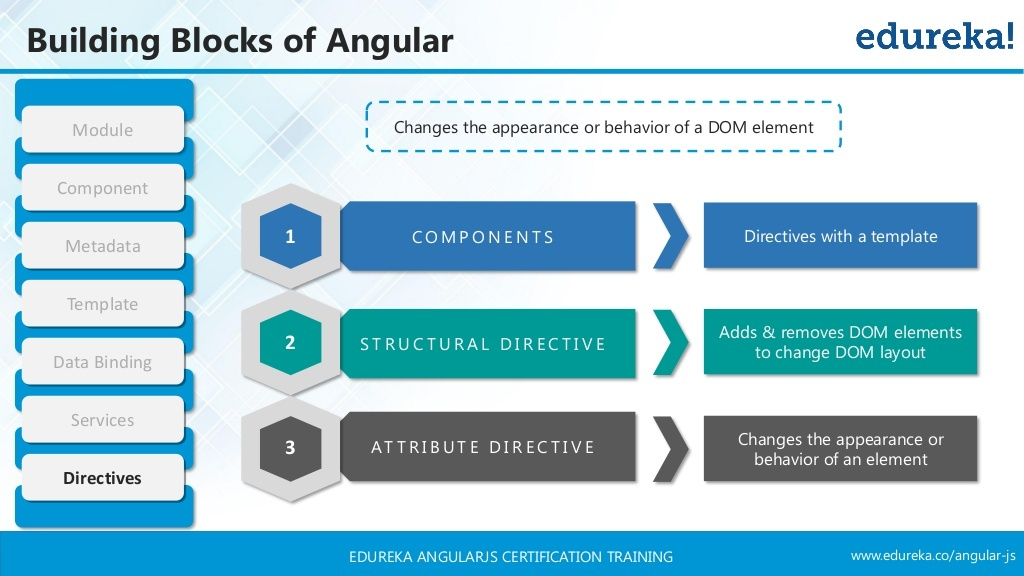 Building Blocks of Angular
edureka!
Module
Component
Metadata
Template
Data Binding
Services
Directives
Changes the appearance or behavior of a DOM element
1
COMPONENTS
Directives with a template
2
STRUCTURAL DIRECTIVE
Adds & removes DOM elements
to change DOM layout
3
ATTRIBUTE DIRECTIVE
Changes the appearance or
behavior of an element
EDUREKA ANGULARJS CERTIFICATION TRAINING
www.edureka.co/angular-js